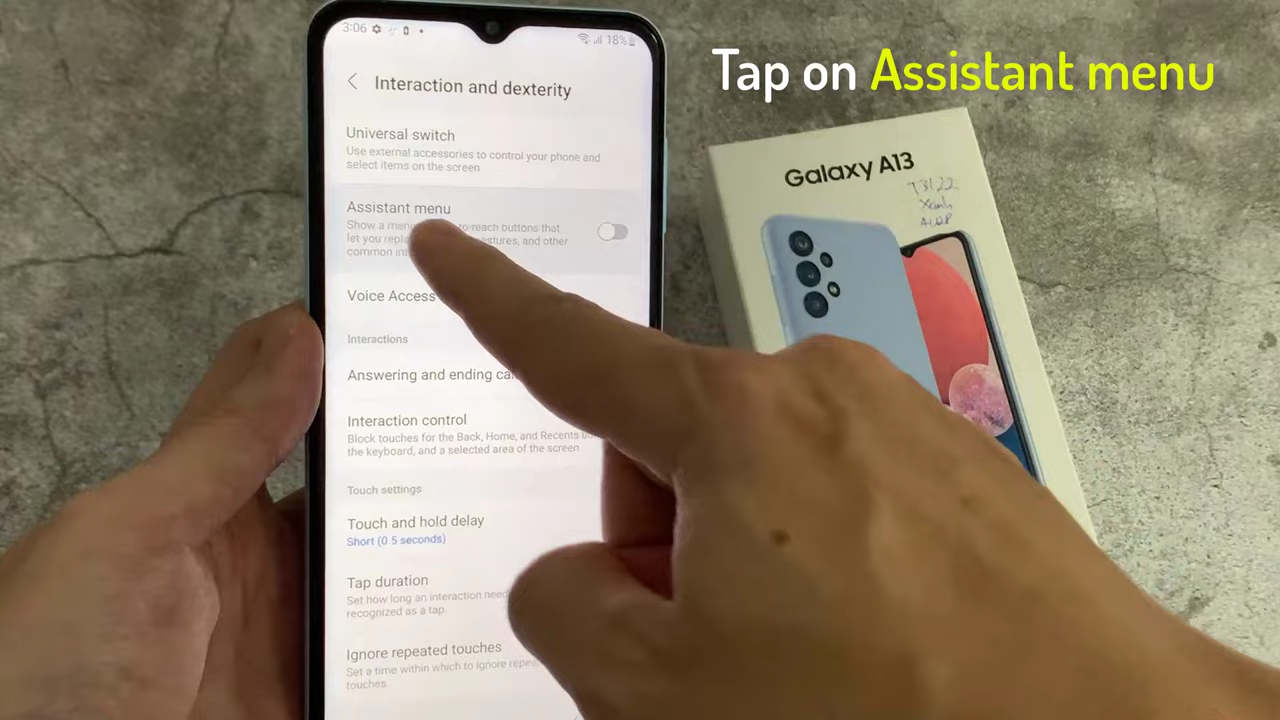 Tap on Assistant menu
3:06
18%
Interaction and dexterity
Universal switch
Use external accessories to control your phone and
select items on the screen
Assistant menu
Show a menu to-reach buttons that
let you gestures, and other
common
Voice Access
Interactions
Answering and ending
Interaction control
Block touches for the Back, Home, and Recents
the keyboard, and a selected area of the screen
Touch settings
Touch and hold delay
Short (0.5 seconds)
Tap duration
Set how long an interaction
recognized as a tap.
Ignore repeated touches
Set a time within which to ignore
touches.
Galaxy A13